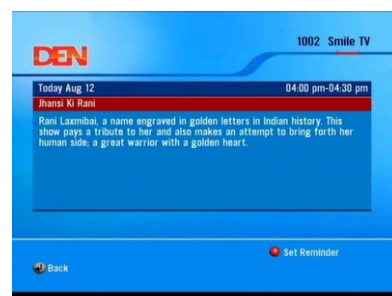 1002 Smile TV
DEN
Today Aug 12 04:00 pm-04:30 pm
Jhansi Ki Rani
Rani Laxmibai, a name engraved in golden letters in Indian history. This
show pays a tribute to her and also makes an attempt to bring forth her
human side; a great warrior with a golden heart.
Set Reminder
Back